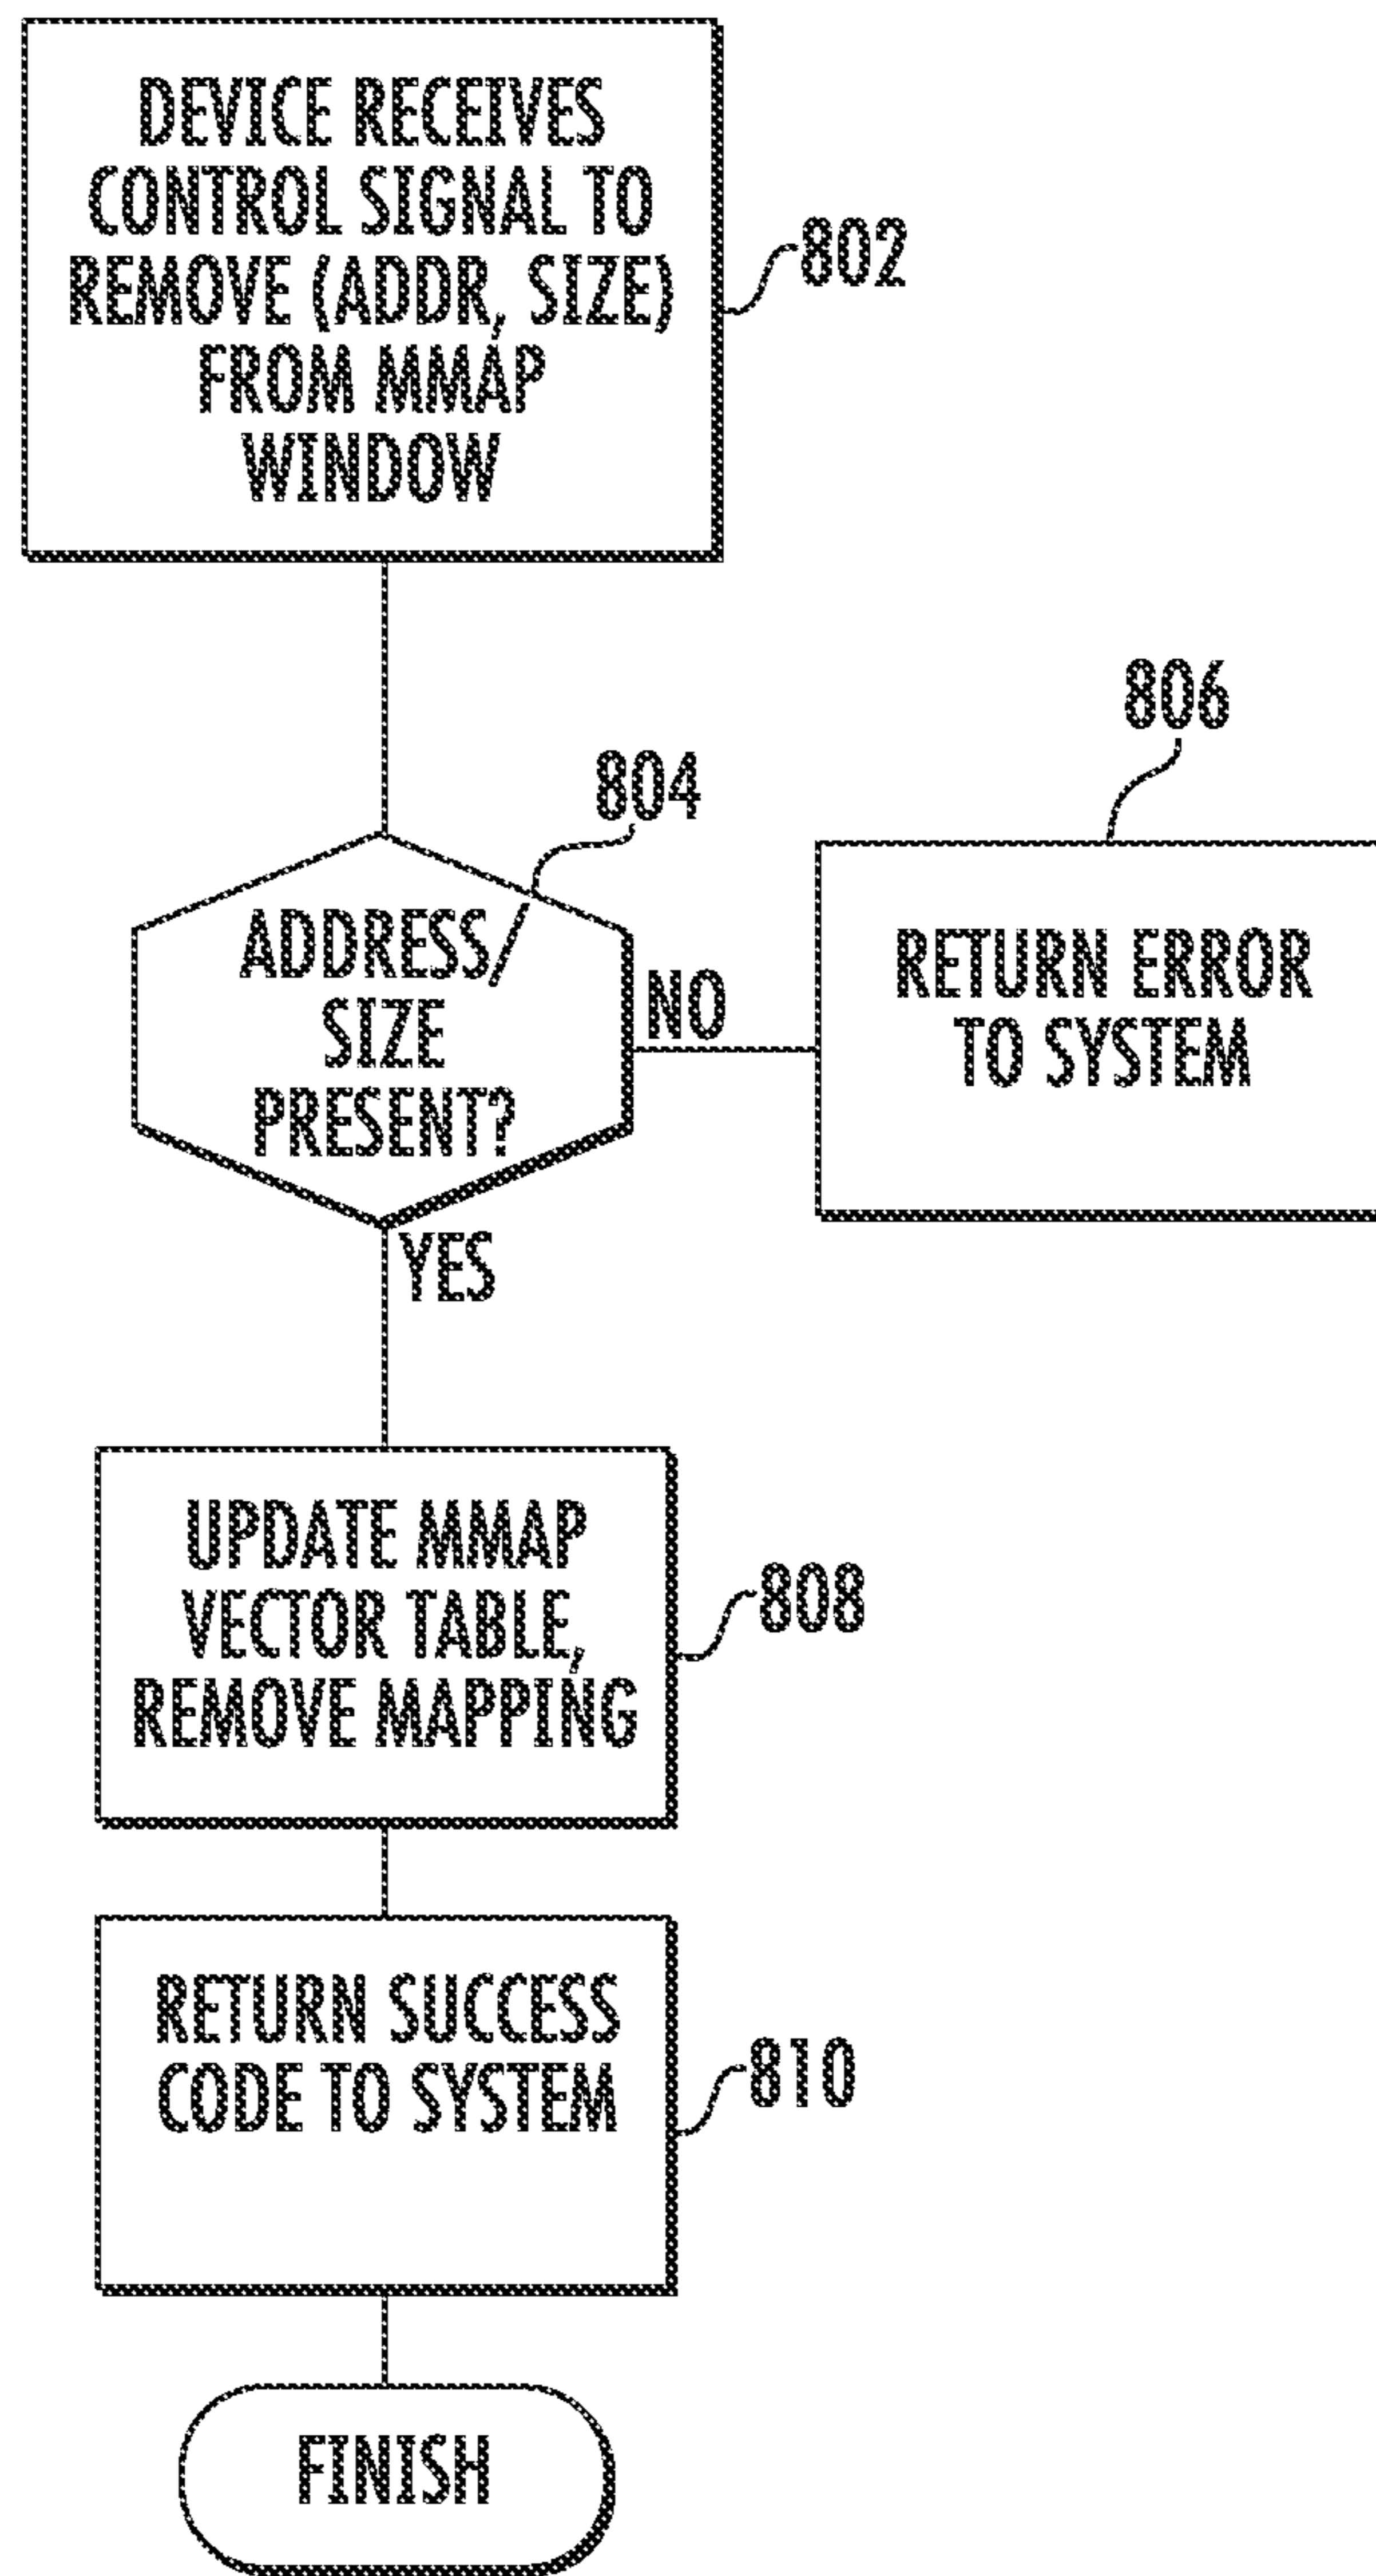 DEVICE RECEIVES
CONTROL SIGNAL TO
REMOVE (ADDR, SIZE)
FROM MMAP
WINDOW
802
804
806
ADDRESS/
SIZE
PRESENT?
NO
RETURN ERROR
TO SYSTEM
YES
UPDATE MMAP
VECTOR TABLE,
REMOVE MAPPING
808
RETURN SUCCESS
CODE TO SYSTEM
810
FINISH